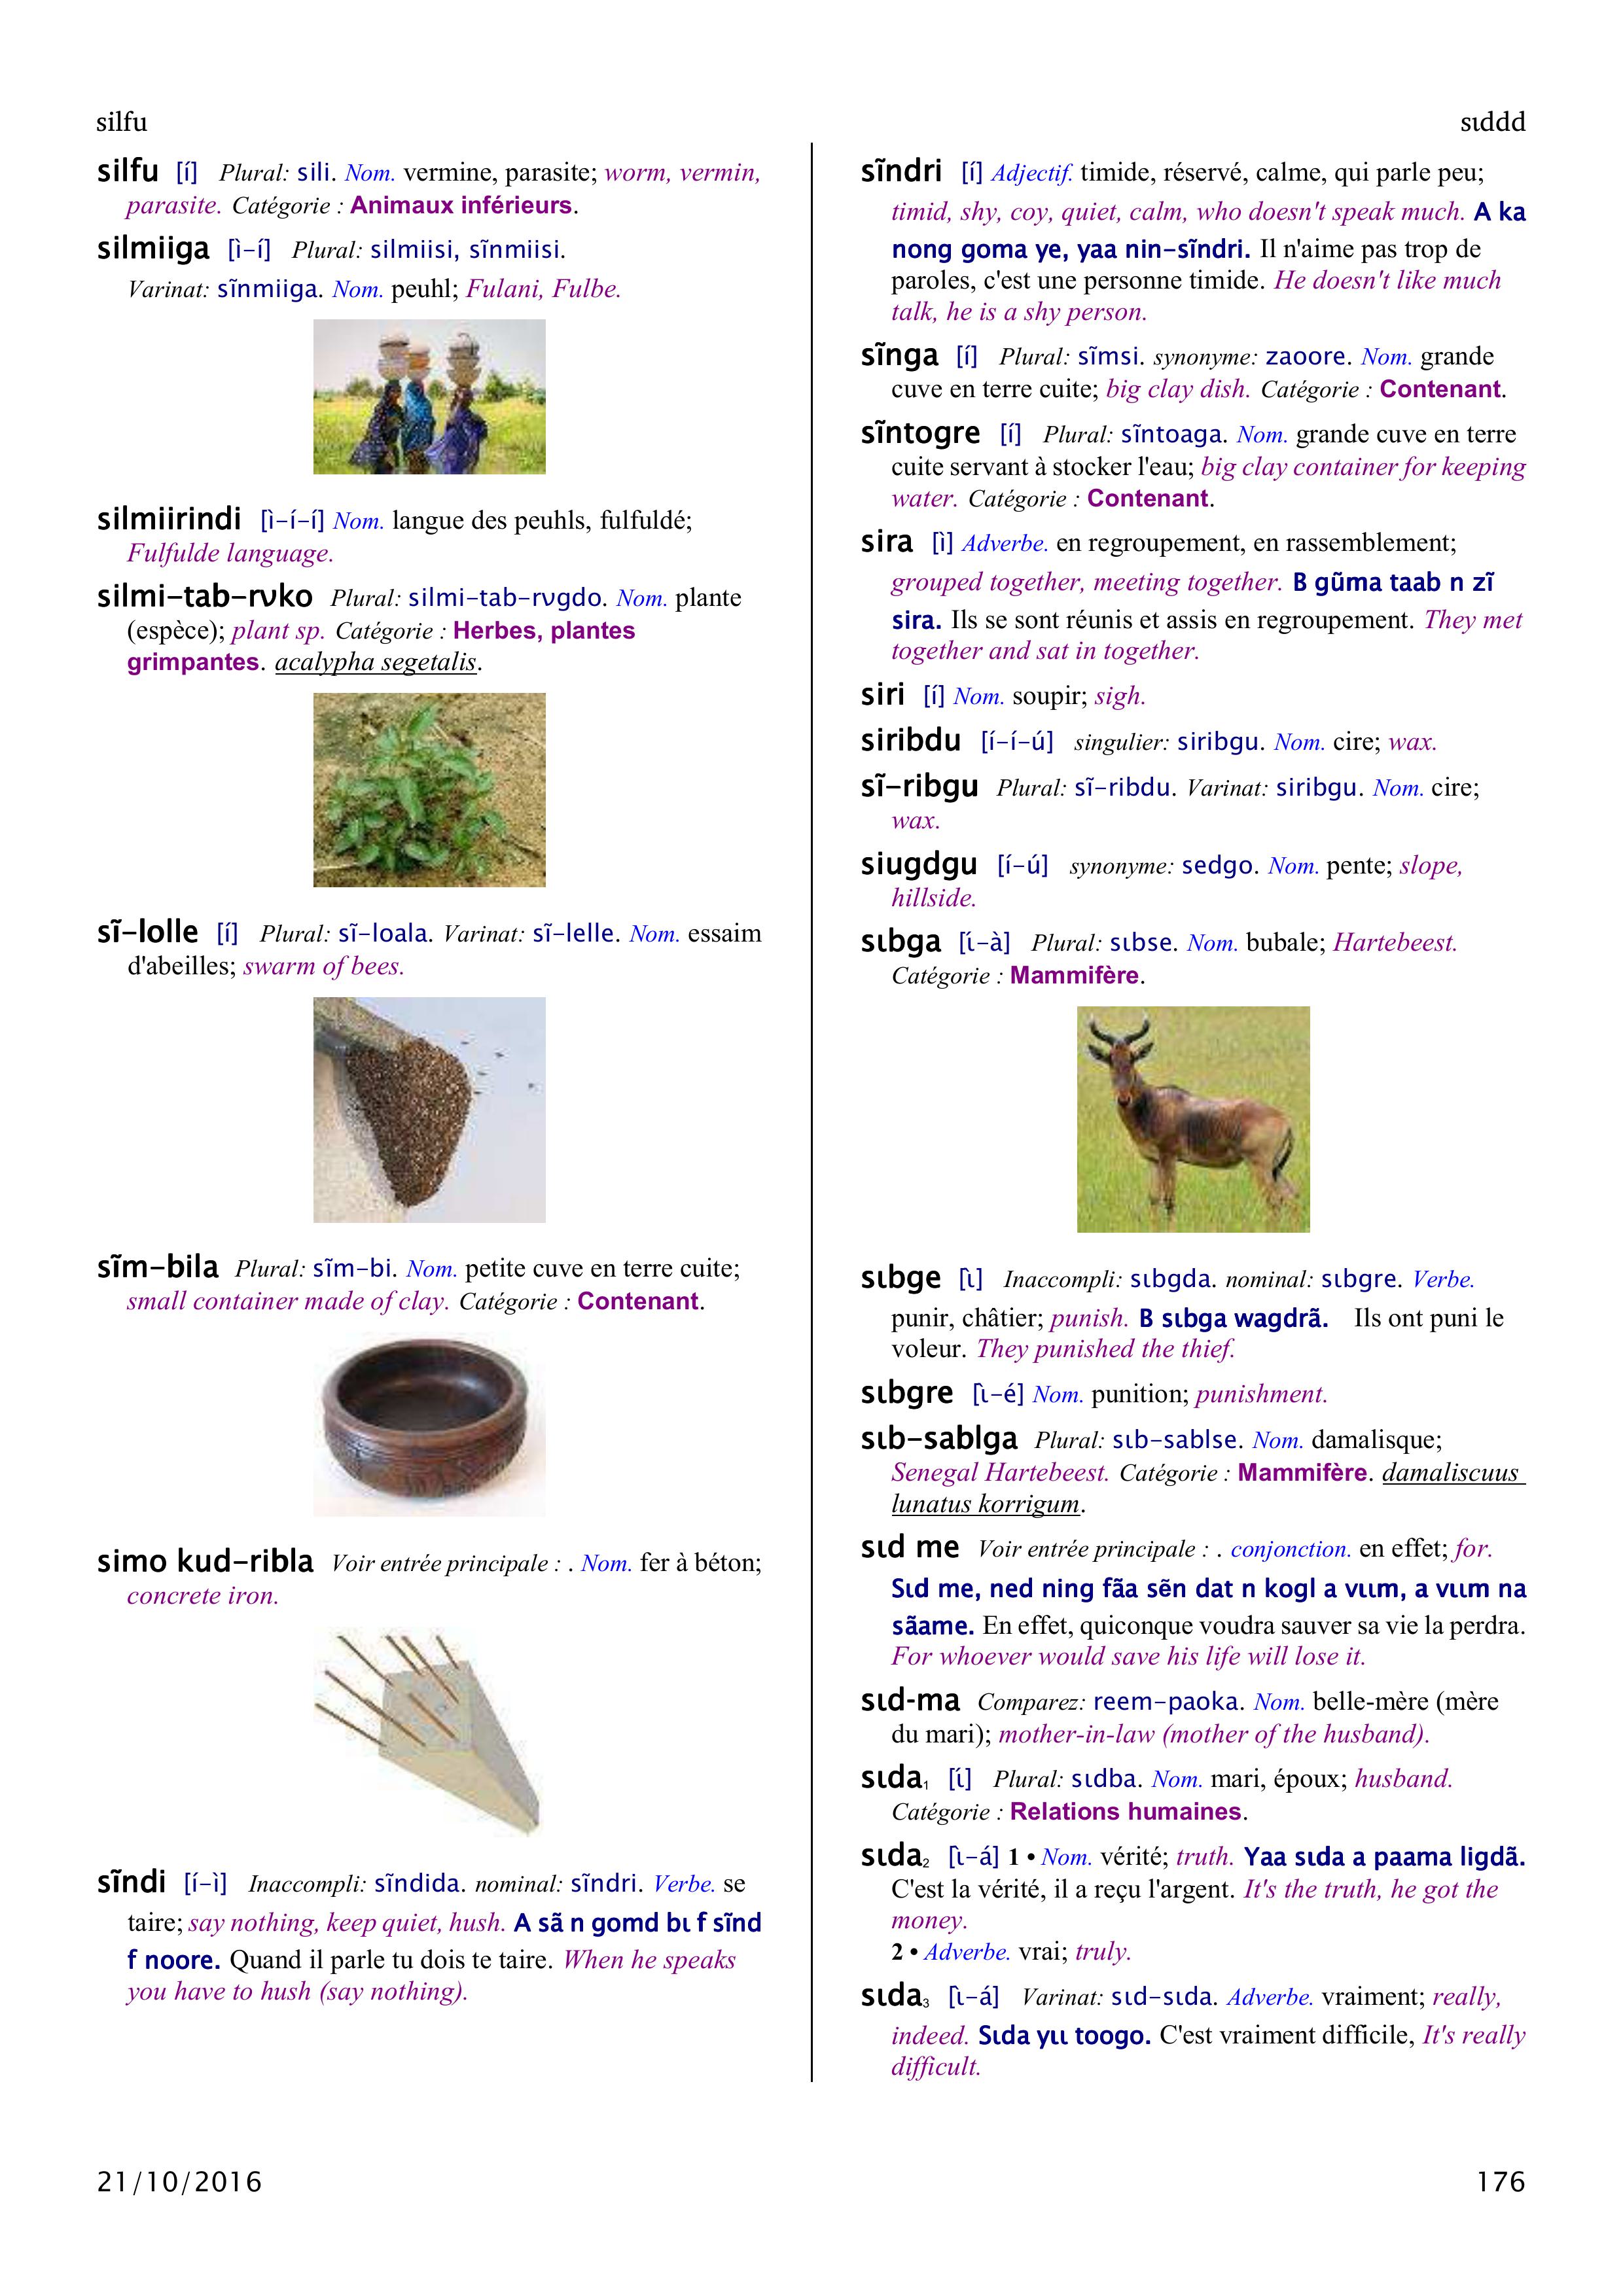 silfu
sɩddd
silfu [í] Plural: sili. Nom. vermine, parasite; worm, vermin,
parasite. Catégorie : Animaux inférieurs.
silmiiga [ì–í] Plural: silmiisi, sĩnmiisi.
Varinat: sĩnmiiga. Nom. peuhl; Fulani, Fulbe.
silmiirindi [ì–í–í] Nom. langue des peuhls, fulfuldé;
Fulfulde language.
silmi–tab–rʋko Plural: silmi–tab–rʋgdo. Nom. plante
(espèce); plant sp. Catégorie : Herbes, plantes
grimpantes. acalypha segetalis.
sĩ–lolle [í] Plural: sĩ–loala. Varinat: sĩ–lelle. Nom. essaim
d'abeilles; swarm of bees.
sĩm–bila Plural: sĩm–bi. Nom. petite cuve en terre cuite;
small container made of clay. Catégorie : Contenant.
simo kud–ribla Voir entrée principale : . Nom. fer à béton;
concrete iron.
sĩndi [í–ì] Inaccompli: sĩndida. nominal: sĩndri. Verbe. se
taire; say nothing, keep quiet, hush. A sã n gomd bɩ f sĩnd
f noore. Quand il parle tu dois te taire. When he speaks
you have to hush (say nothing).
sĩndri [í] Adjectif. timide, réservé, calme, qui parle peu;
timid, shy, coy, quiet, calm, who doesn't speak much. A ka
nong goma ye, yaa nin–sĩndri. Il n'aime pas trop de
paroles, c'est une personne timide. He doesn't like much
talk, he is a shy person.
sĩnga [í] Plural: sĩmsi. synonyme: zaoore. Nom. grande
cuve en terre cuite; big clay dish. Catégorie : Contenant.
sĩntogre [í] Plural: sĩntoaga. Nom. grande cuve en terre
cuite servant à stocker l'eau; big clay container for keeping
water. Catégorie : Contenant.
sira [ì] Adverbe. en regroupement, en rassemblement;
grouped together, meeting together. B gũma taab n zĩ
sira. Ils se sont réunis et assis en regroupement. They met
together and sat in together.
siri [í] Nom. soupir; sigh.
siribdu [í–í–ú] singulier: siribgu. Nom. cire; wax.
sĩ–ribgu Plural: sĩ–ribdu. Varinat: siribgu. Nom. cire;
wax.
siugdgu [í–ú] synonyme: sedgo. Nom. pente; slope,
hillside.
sɩbga [ɩ́–à] Plural: sɩbse. Nom. bubale; Hartebeest.
Catégorie : Mammifère.
sɩbge [ɩ̀] Inaccompli: sɩbgda. nominal: sɩbgre. Verbe.
punir, châtier; punish. B sɩbga wagdrã. Ils ont puni le
voleur. They punished the thief.
sɩbgre [ɩ̀–é] Nom. punition; punishment.
sɩb–sablga Plural: sɩb–sablse. Nom. damalisque;
Senegal Hartebeest. Catégorie : Mammifère. damaliscuus
lunatus korrigum.
sɩd me Voir entrée principale : . conjonction. en effet; for.
Sɩd me, ned ning fãa sẽn dat n kogl a vɩɩm, a vɩɩm na
sãame. En effet, quiconque voudra sauver sa vie la perdra.
For whoever would save his life will lose it.
sɩd-ma Comparez: reem–paoka. Nom. belle-mère (mère
du mari); mother-in-law (mother of the husband).
sɩda₁ [ɩ́] Plural: sɩdba. Nom. mari, époux; husband.
Catégorie : Relations humaines.
sɩda₂ [ɩ̀–á] 1 • Nom. vérité; truth. Yaa sɩda a paama ligdã.
C'est la vérité, il a reçu l'argent. It's the truth, he got the
money.
2 • Adverbe. vrai; truly.
sɩda₃ [ɩ̀–á] Varinat: sɩd–sɩda. Adverbe. vraiment; really,
indeed. Sɩda yɩɩ toogo. C'est vraiment difficile, It's really
difficult.
21/10/2016
176